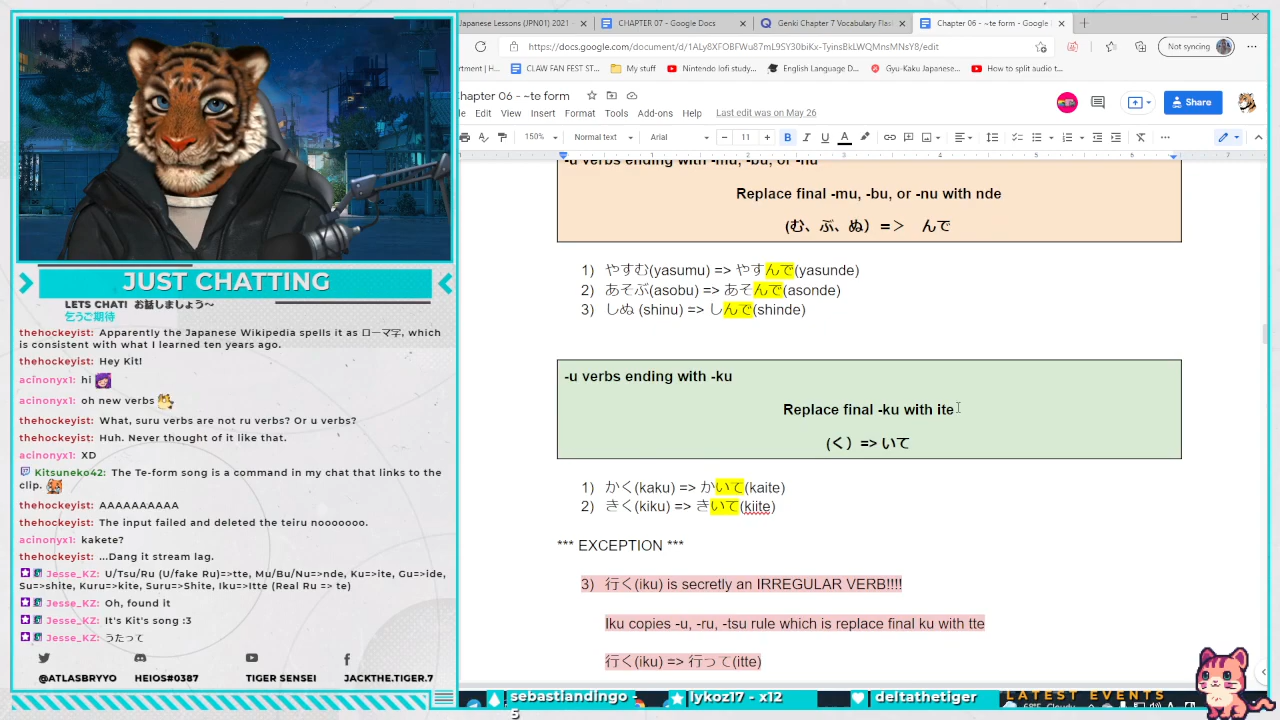 Japanese Lessons (JPN01) 2021 -
CHAPTER 07 - Google Docs
Genki Chapter 7 Vocabulary Flas
Chapter 06 - ~te form - Google
https://docs.google.com/document/d/1ALy8XFOBFWu87mL9SY30biKx-TyinsBkLWQMnsMNsY8/edit
Not syncing
CLAW FAN FEST ST...
My stuff
Nintendo lofi study...
English Language D...
Gyu-Kaku Japanese...
How to split audio t...
hapter 06 - ~te form
Edit View Insert Format Tools Add-ons Help Last edit was on May 26
Share
150% Normal text Arial 11
-u verbs ending with -mu, -bu, or -nu
Replace final -mu, -bu, or -nu with nde
(む、ぶ、ぬ) => んで
1) やすむ(yasumu) => やすんで(yasunde)
2) あそぶ(asobu) => あそんで(asonde)
3) しぬ (shinu) => しんで(shinde)
-u verbs ending with -ku
Replace final -ku with ite
(く) => いて
1) かく(kaku) => かいて(kaite)
2) きく(kiku) => きいて(kiite)
*** EXCEPTION ***
3) 行く(iku) is secretly an IRREGULAR VERB!!!!
Iku copies -u, -ru, -tsu rule which is replace final ku with tte
行く(iku) => 行って(itte)
JUST CHATTING
LETS CHAT! お話しましょう～
乞うご期待
thehockeyist: Apparently the Japanese Wikipedia spells it as ローマ字, which
is consistent with what I learned ten years ago.
thehockeyist: Hey Kit!
acinonyx1: hi
acinonyx1: oh new verbs
thehockeyist: What, suru verbs are not ru verbs? Or u verbs?
thehockeyist: Huh. Never thought of it like that.
acinonyx1: XD
Kitsuneko42: The Te-form song is a command in my chat that links to the
clip.
thehockeyist: AAAAAAAAAA
thehockeyist: The input failed and deleted the teiru nooooooo.
acinonyx1: kakete?
thehockeyist: ...Dang it stream lag.
Jesse_KZ: U/Tsu/Ru (U/fake Ru)=>tte, Mu/Bu/Nu=>nde, Ku=>ite, Gu=>ide,
Su=>shite, Kuru=>kite, Suru=>Shite, Iku=>Itte (Real Ru => te)
Jesse_KZ: Oh, found it
Jesse_KZ: It's Kit's song :3
Jesse_KZ: うたって
@ATLASBRYYO HEIOS#0387 TIGER SENSEI JACKTHE.TIGER.7
sebastiandingo -
5
lykoz17 - x12
deltathetiger
LATEST EVEN
68°F Cloudy